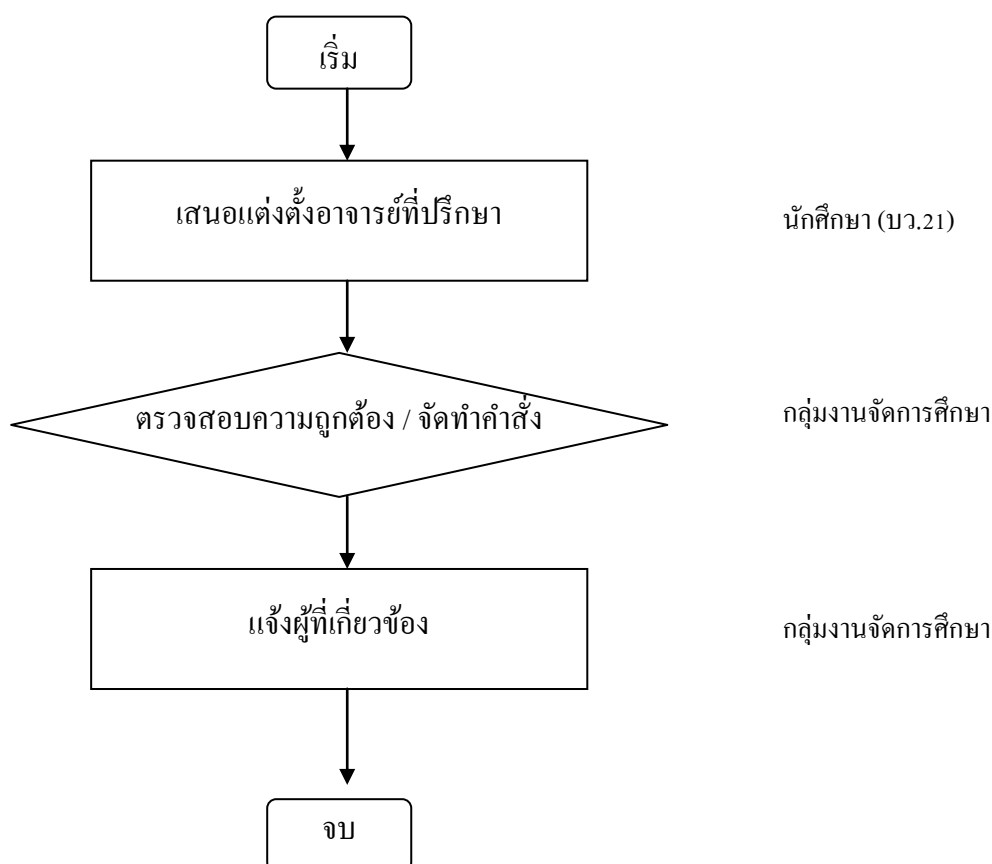 เริ่ม
เสนอแต่งตั้งอาจารย์ที่ปรึกษา
นักศึกษา (บว.21)
ตรวจสอบความถูกต้อง / จัดทำคำสั่ง
กลุ่มงานจัดการศึกษา
แจ้งผู้ที่เกี่ยวข้อง
กลุ่มงานจัดการศึกษา
จบ